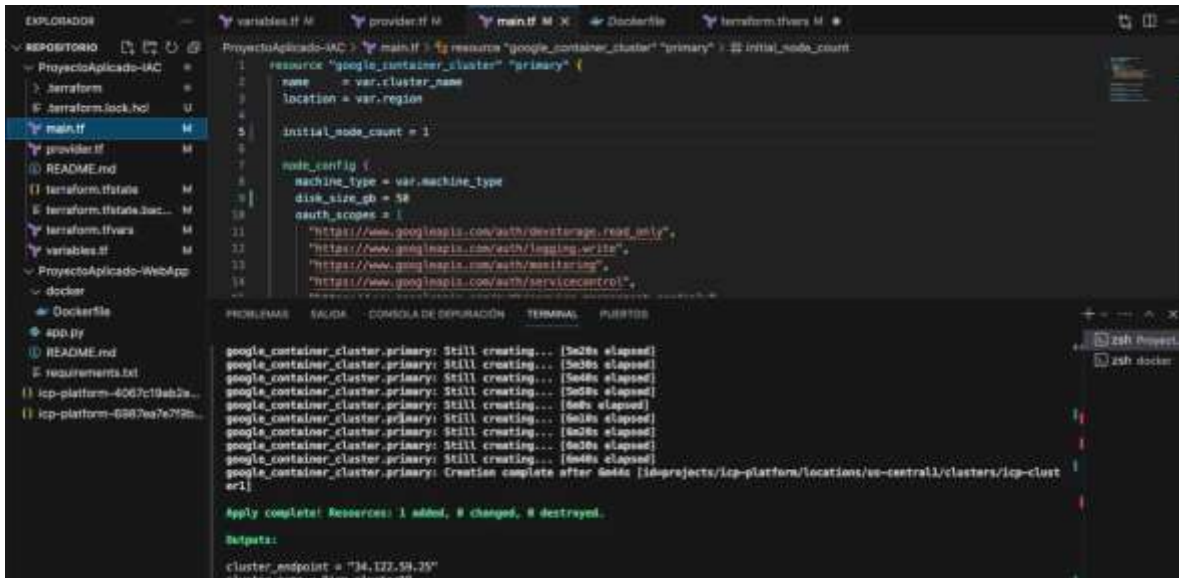 EXPLORADOR
variables.tf M
provider.tf M
main.tf M
Dockerfile
terraform.tfvars M
REPOSITORIO
ProyectoAplicado-IAC > main.tf > resource "google_container_cluster" "primary" > initial_node_count
ProyectoAplicado-IAC
.terraform
.terraform.lock.hcl U
main.tf M
provider.tf M
README.md
terraform.tfstate M
terraform.tfstate.bac... M
terraform.tfvars M
variables.tf M
ProyectoAplicado-WebApp
docker
Dockerfile
app.py
README.md
requirements.txt
1 resource "google_container_cluster" "primary" {
2 name = var.cluster_name
3 location = var.region
4
5 initial_node_count = 1
6
7 node_config {
8 machine_type = var.machine_type
9 disk_size_gb = 50
10 oauth_scopes = [
11 "https://www.googleapis.com/auth/devstorage.read_only",
12 "https://www.googleapis.com/auth/logging.write",
13 "https://www.googleapis.com/auth/monitoring",
14 "https://www.googleapis.com/auth/servicecontrol",
PROBLEMAS SALIDA CONSOLA DE DEPURACIÓN TERMINAL PUERTOS
zsh Proyect...
zsh docker
google_container_cluster.primary: Still creating... [5m20s elapsed]
google_container_cluster.primary: Still creating... [5m30s elapsed]
google_container_cluster.primary: Still creating... [5m40s elapsed]
google_container_cluster.primary: Still creating... [5m50s elapsed]
google_container_cluster.primary: Still creating... [6m0s elapsed]
google_container_cluster.primary: Still creating... [6m10s elapsed]
google_container_cluster.primary: Still creating... [6m20s elapsed]
google_container_cluster.primary: Still creating... [6m30s elapsed]
google_container_cluster.primary: Still creating... [6m40s elapsed]
google_container_cluster.primary: Creation complete after 6m44s [id=projects/icp-platform/locations/us-central1/clusters/icp-clust
er1]
Apply complete! Resources: 1 added, 0 changed, 0 destroyed.
Outputs:
cluster_endpoint = "34.122.59.25"